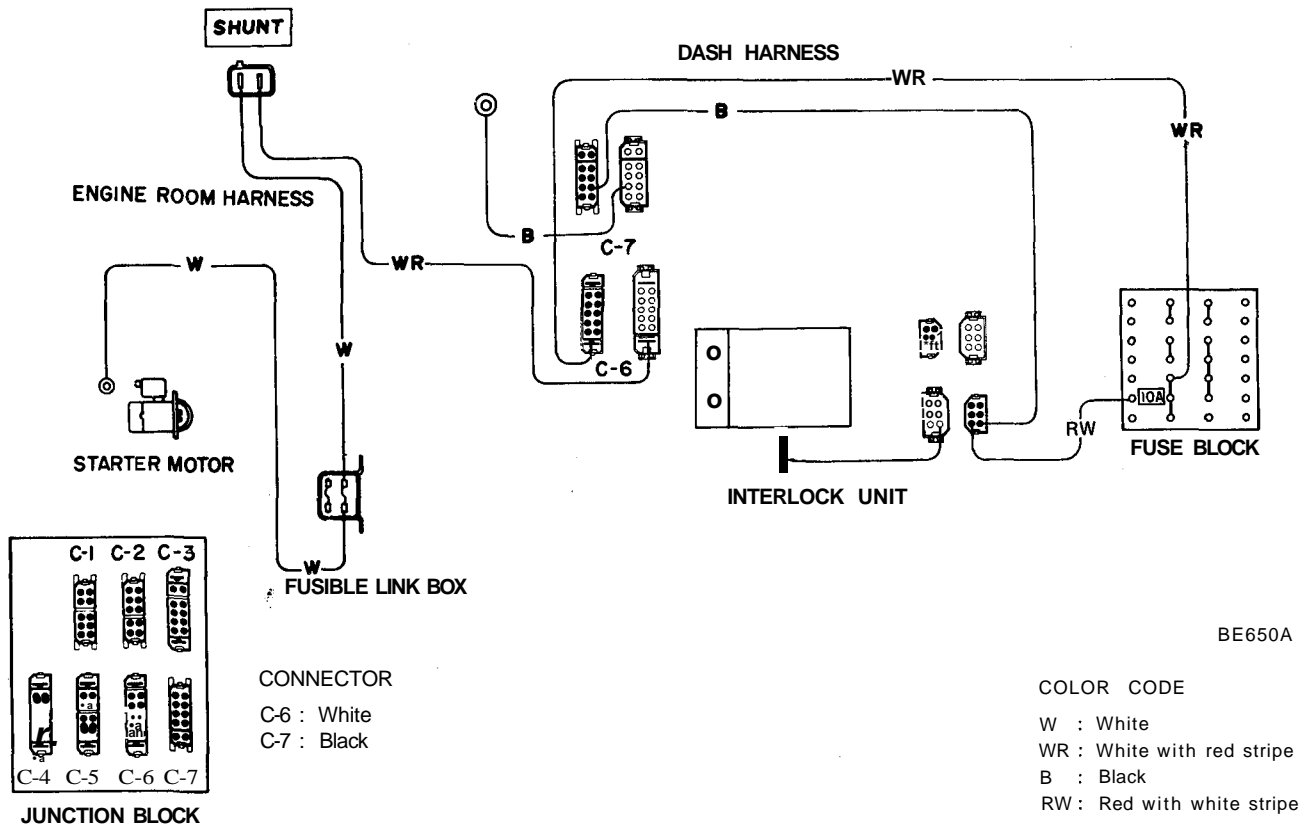 SHUNT
DASH HARNESS
WR
B
WR
ENGINE ROOM HARNESS
B
C-7
W
WR
W
C-6
10A
RW
STARTER MOTOR
FUSE BLOCK
INTERLOCK UNIT
W
FUSIBLE LINK BOX
C-1 C-2 C-3
C-4 C-5 C-6 C-7
JUNCTION BLOCK
CONNECTOR
C-6 : White
C-7 : Black
BE650A
COLOR CODE
W : White
WR : White with red stripe
B : Black
RW : Red with white stripe